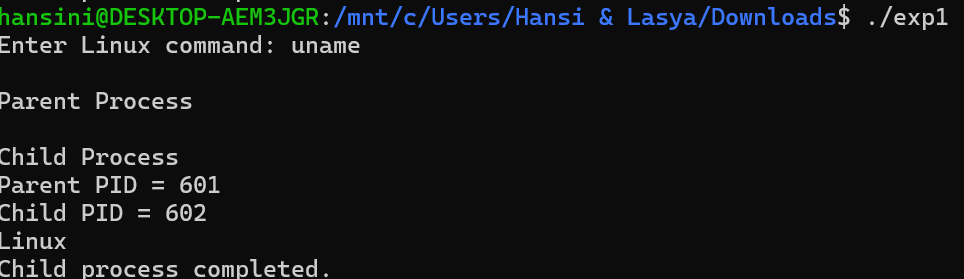 hansini@DESKTOP-AEM3JGR:/mnt/c/Users/Hansi & Lasya/Downloads$ ./exp1
Enter Linux command: uname
Parent Process
Child Process
Parent PID = 601
Child PID = 602
Linux
Child process completed.